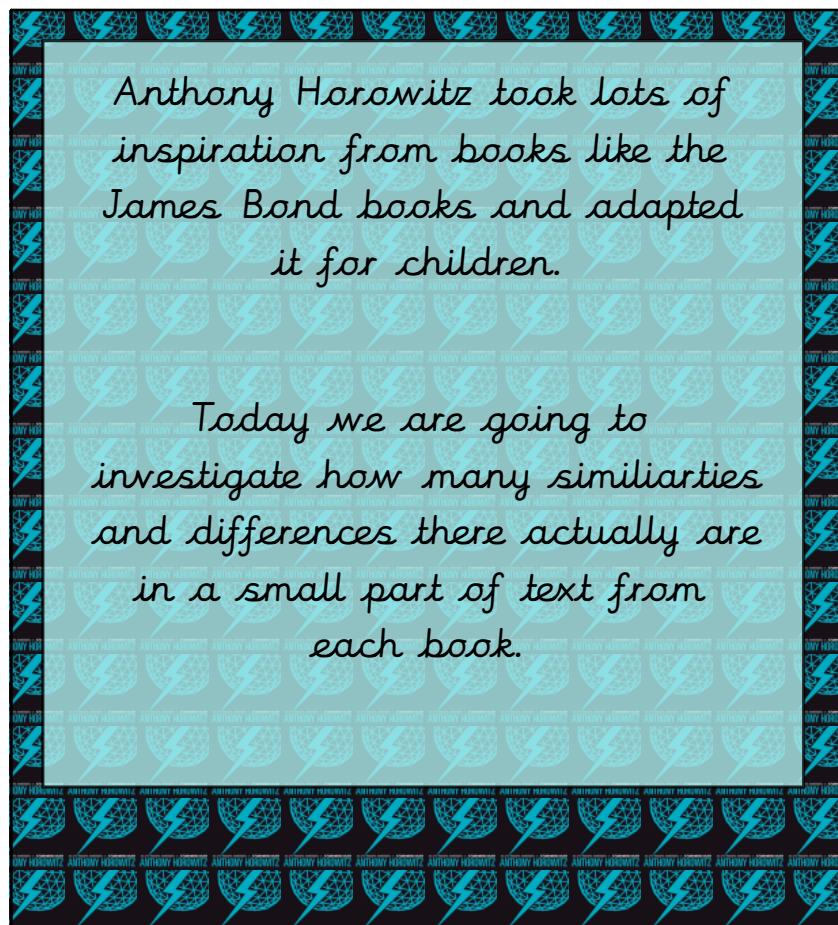 Anthony Horowitz took lots of
inspiration from books like the
James Bond books and adapted
it for children.
Today we are going to
investigate how many similiarties
and differences there actually are
in a small part of text from
each book.
ANTHONY HOROWITZ